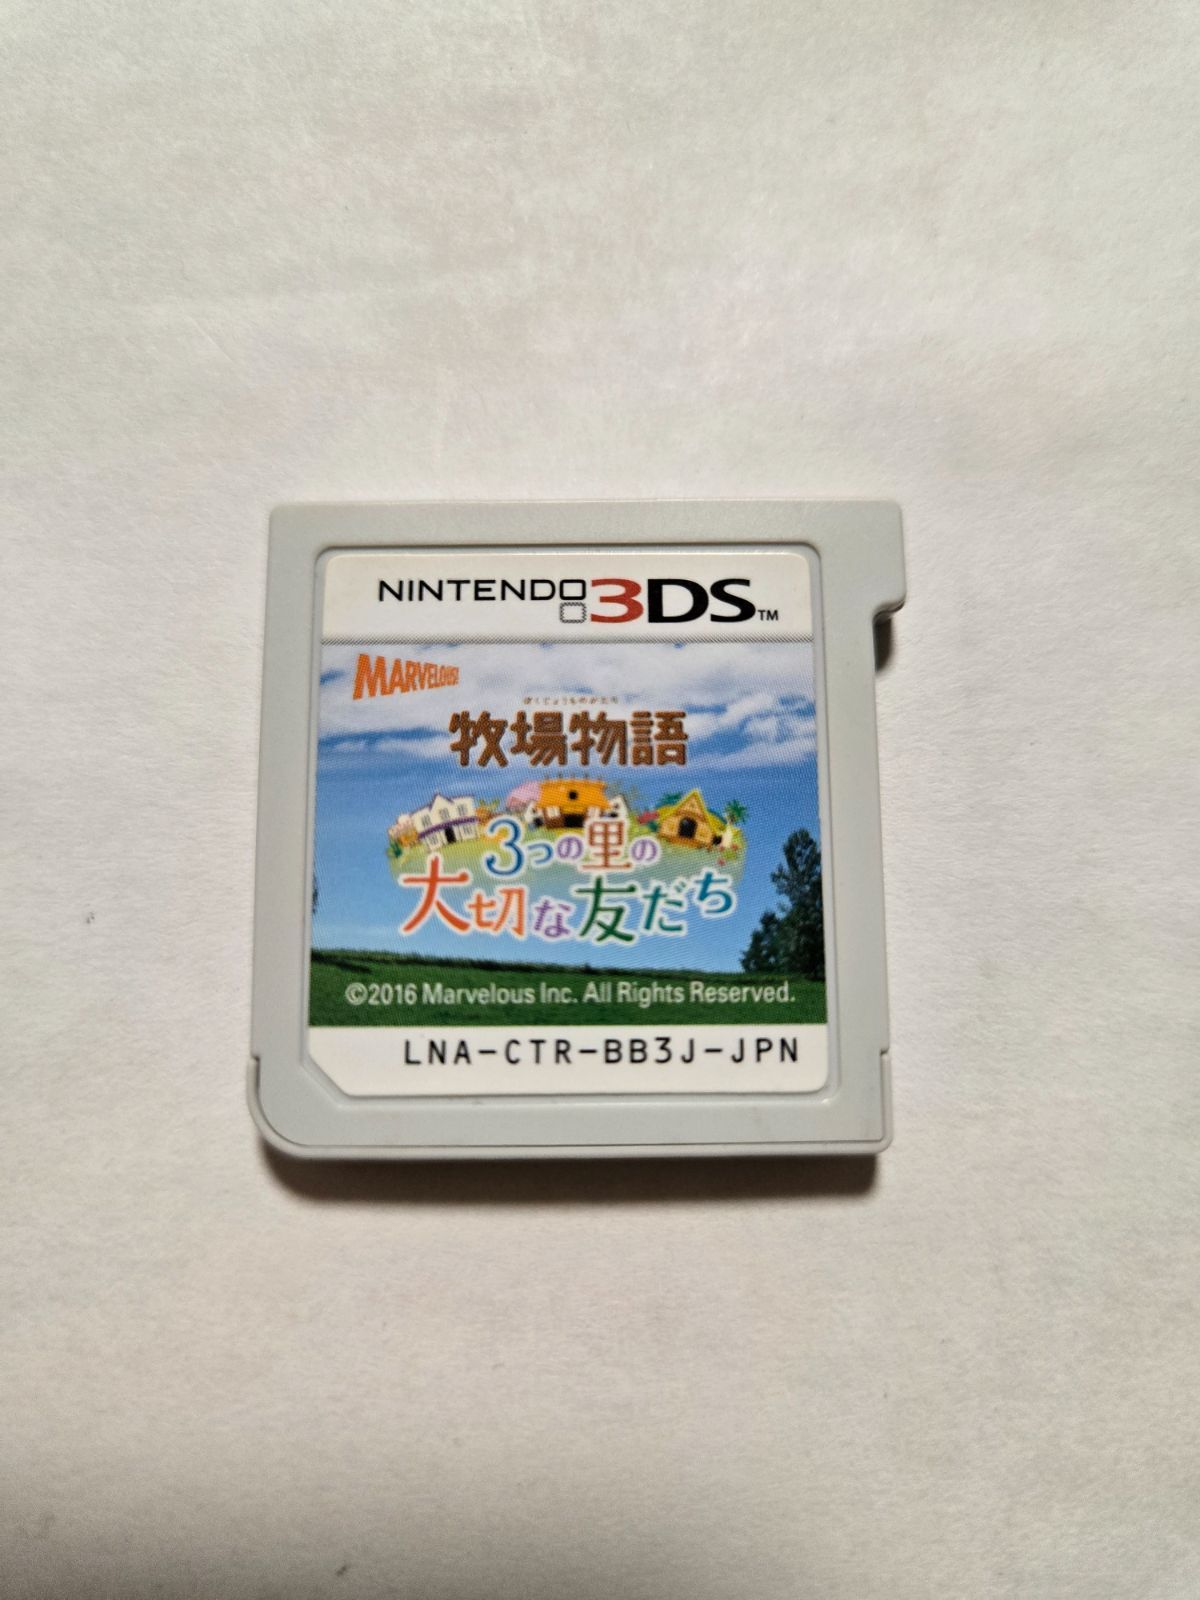 NINTENDO 3DS™
MARVELOUS!
ぼくじょうものがたり
牧場物語
3つの里の
大切な友だち
©2016 Marvelous Inc. All Rights Reserved.
LNA-CTR-BB3J-JPN